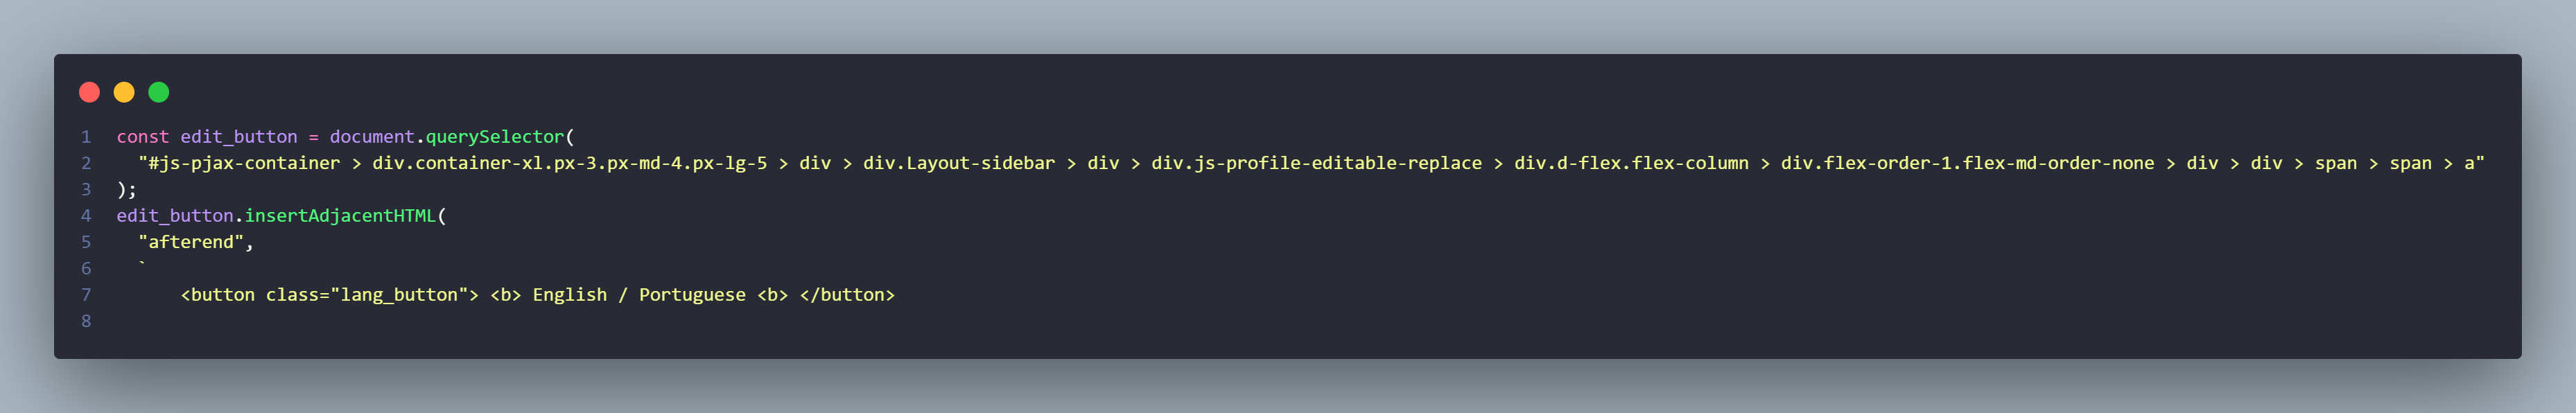 1 const edit_button = document.querySelector(
2 "#js-pjax-container > div.container-xl.px-3.px-md-4.px-lg-5 > div > div.Layout-sidebar > div > div.js-profile-editable-replace > div.d-flex.flex-column > div.flex-order-1.flex-md-order-none > div > div > span > span > a"
3 );
4 edit_button.insertAdjacentHTML(
5 "afterend",
6 `
7 <button class="lang_button"> <b> English / Portuguese <b> </button>
8